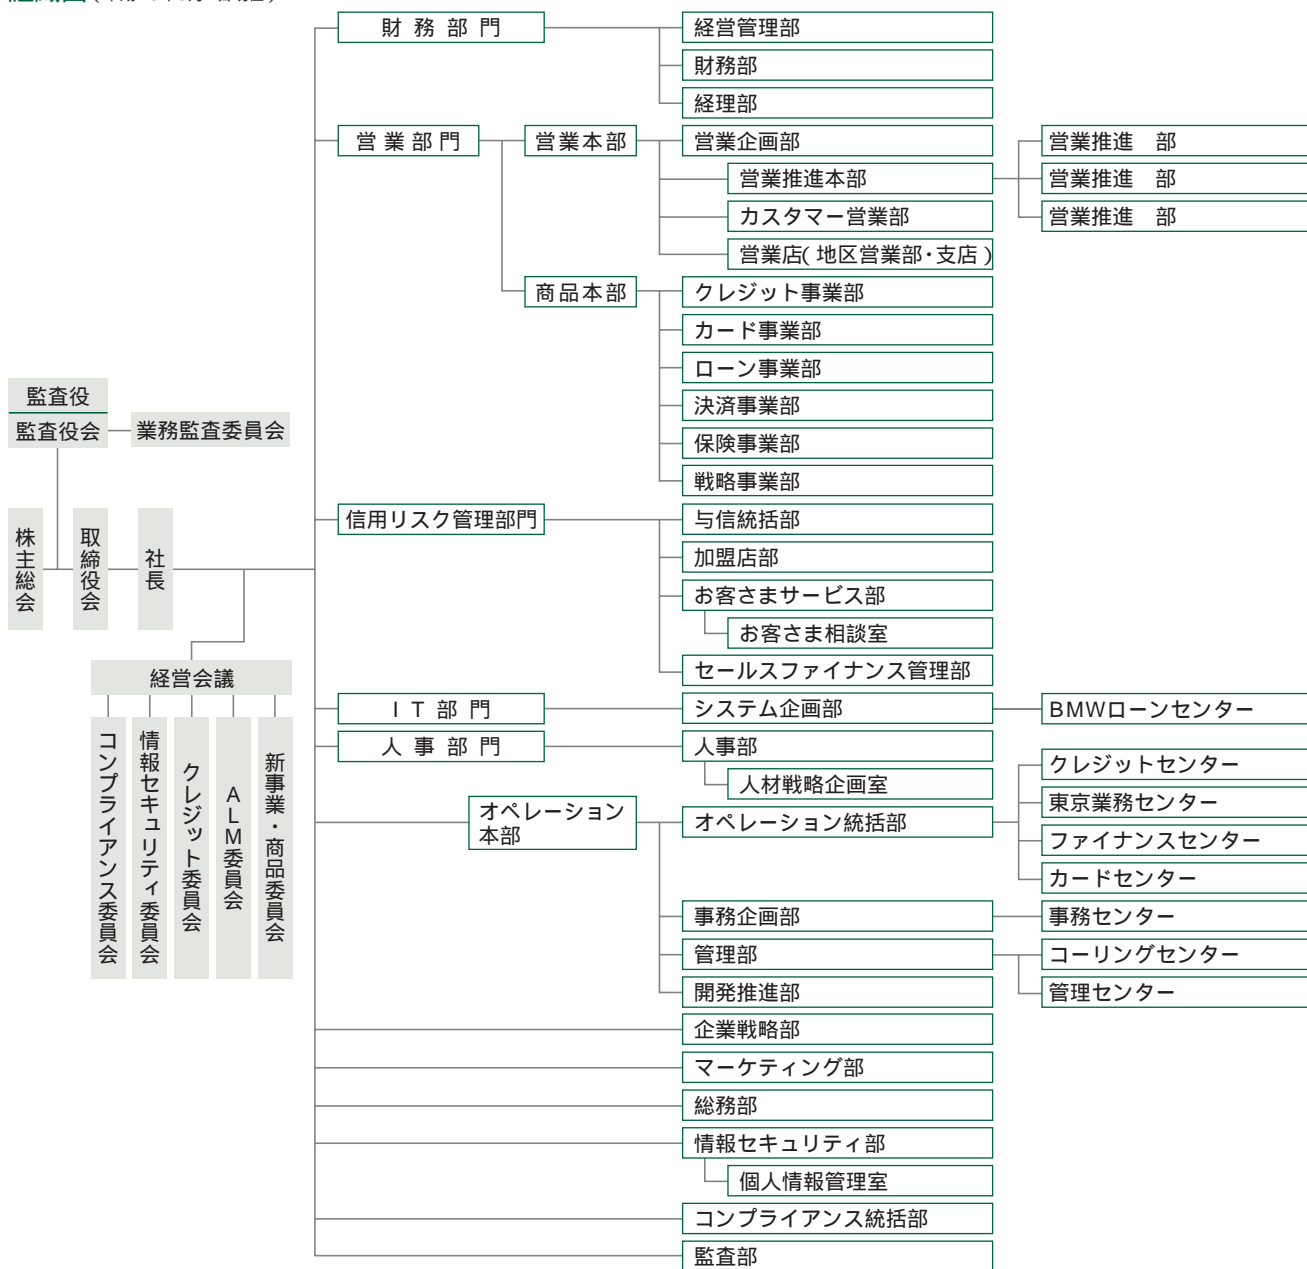 財務部門
経営管理部
財務部
経理部
営業部門
営業本部
営業企画部
営業推進　部
営業推進本部
営業推進　部
カスタマー営業部
営業推進　部
営業店(地区営業部・支店)
商品本部
クレジット事業部
カード事業部
ローン事業部
決済事業部
保険事業部
戦略事業部
監査役
監査役会
業務監査委員会
株主総会
取締役会
社長
経営会議
コンプライアンス委員会
情報セキュリティ委員会
クレジット委員会
ALM委員会
新事業・商品委員会
信用リスク管理部門
与信統括部
加盟店部
お客さまサービス部
お客さま相談室
セールスファイナンス管理部
IT部門
システム企画部
BMWローンセンター
人事部門
人事部
人材戦略企画室
オペレーション
本部
オペレーション統括部
クレジットセンター
東京業務センター
ファイナンスセンター
カードセンター
事務企画部
事務センター
管理部
コーリングセンター
管理センター
開発推進部
企業戦略部
マーケティング部
総務部
情報セキュリティ部
個人情報管理室
コンプライアンス統括部
監査部